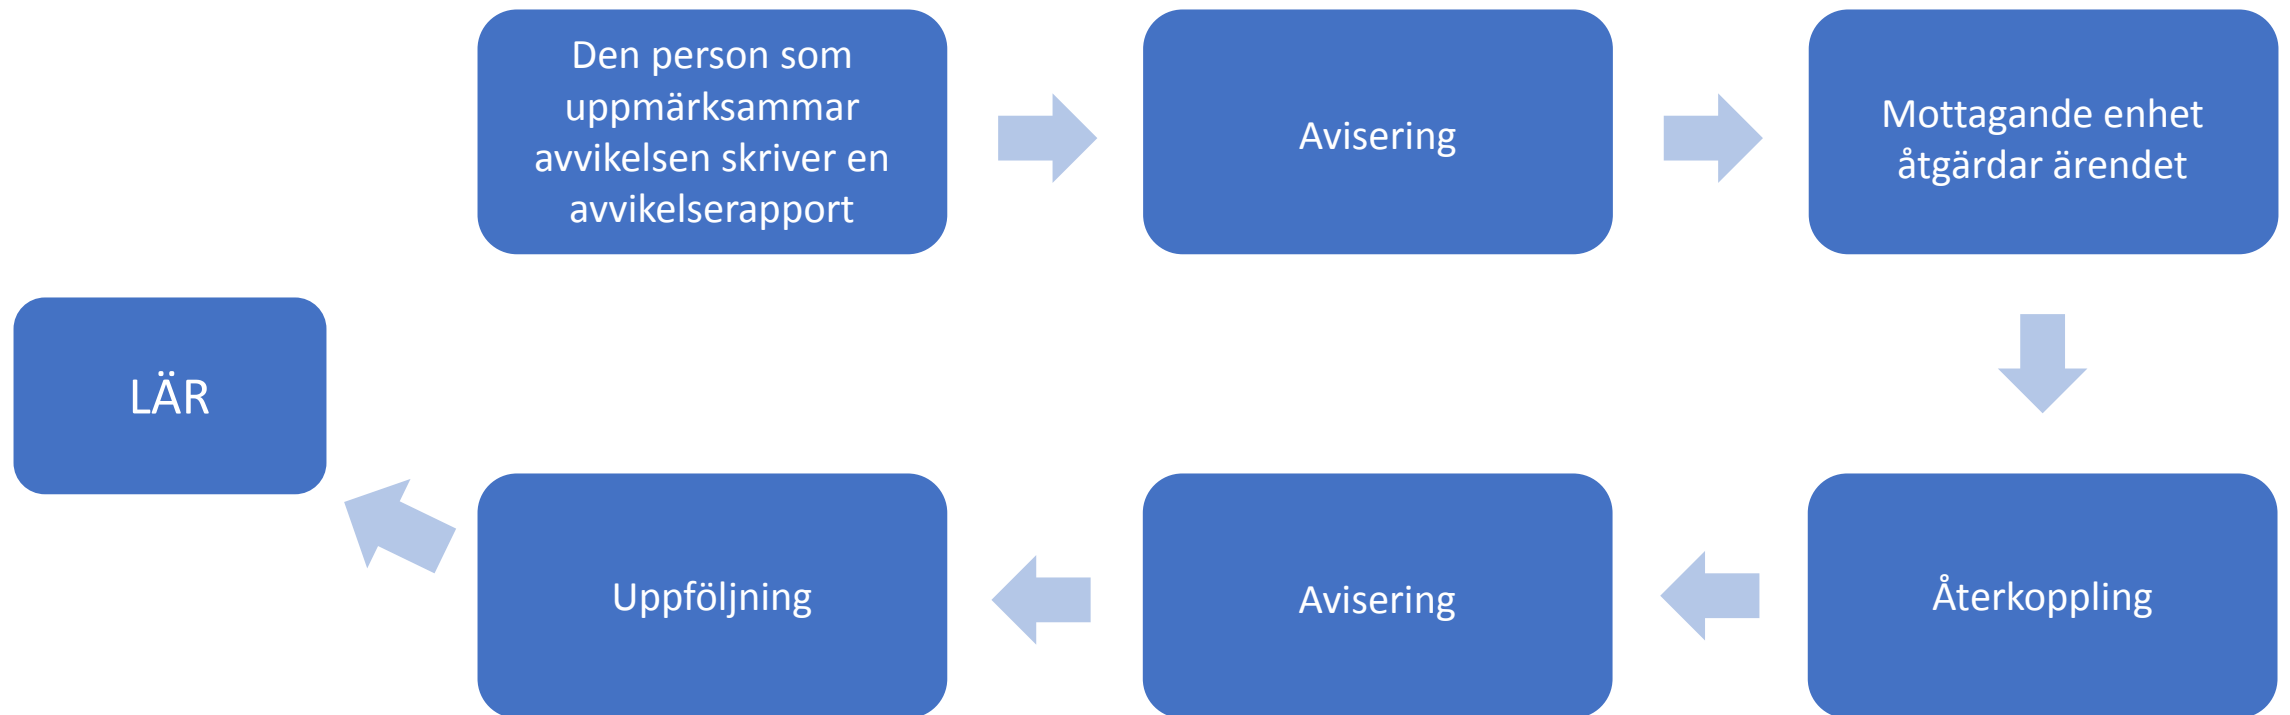 Den person som
uppmärksammar
avvikelsen skriver en
avvikelserapport
Avisering
Mottagande enhet
åtgärdar ärendet
Återkoppling
Avisering
Uppföljning
LÄR